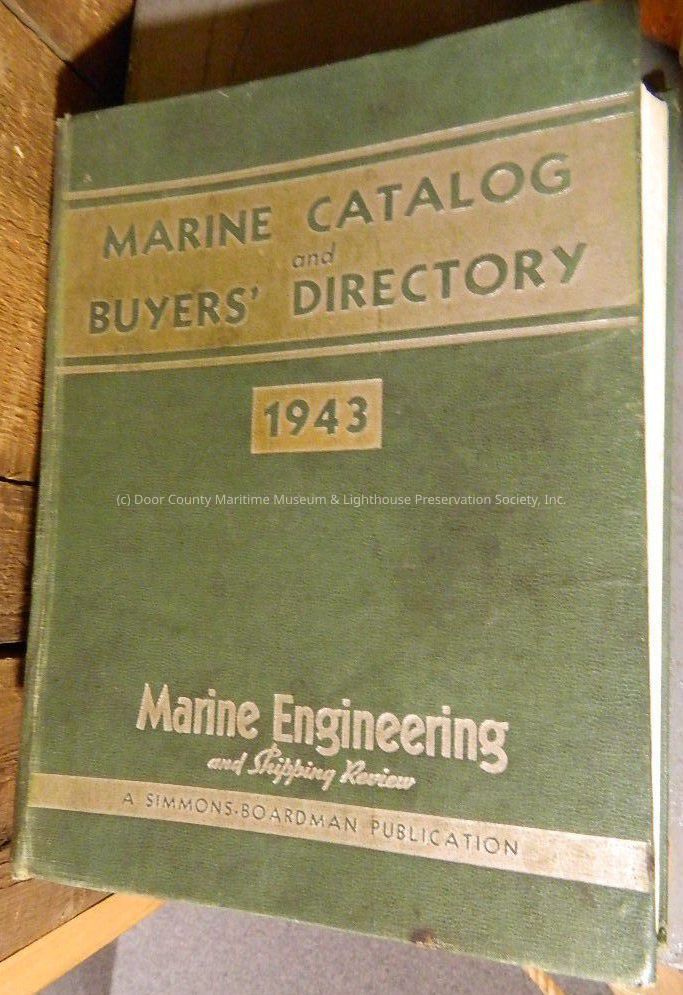 MARINE CATALOG
and
BUYERS' DIRECTORY
1943
(c) Door County Maritime Museum & Lighthouse Preservation Society, Inc.
Marine Engineering
and Shipping Review
A SIMMONS-BOARDMAN PUBLICATION